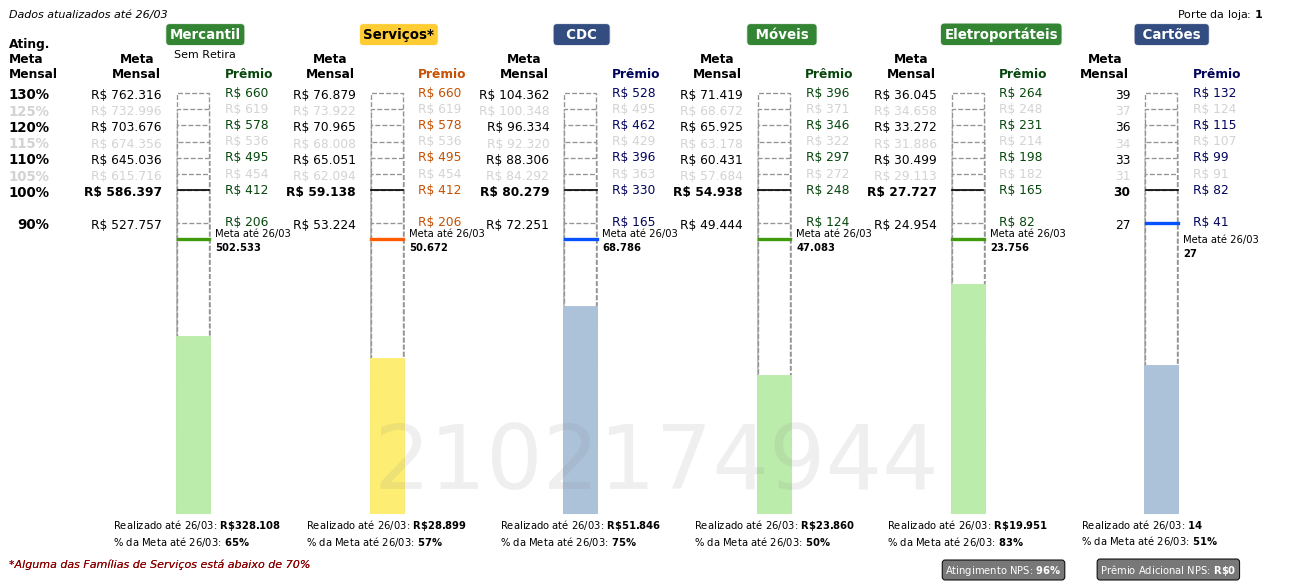 Dados atualizados até 26/03
Porte da loja: 1
Mercantil Serviços* CDC Móveis Eletroportáteis Cartões
Sem Retira
Ating. Meta Mensal
Meta Mensal Prêmio Meta Mensal Prêmio Meta Mensal Prêmio Meta Mensal Prêmio Meta Mensal Prêmio Meta Mensal Prêmio
130% R$ 762.316 R$ 660 R$ 76.879 R$ 660 R$ 104.362 R$ 528 R$ 71.419 R$ 396 R$ 36.045 R$ 264 39 R$ 132
125% R$ 732.996 R$ 619 R$ 73.922 R$ 619 R$ 100.348 R$ 495 R$ 68.672 R$ 371 R$ 34.658 R$ 248 37 R$ 124
120% R$ 703.676 R$ 578 R$ 70.965 R$ 578 R$ 96.334 R$ 462 R$ 65.925 R$ 346 R$ 33.272 R$ 231 36 R$ 115
115% R$ 674.356 R$ 536 R$ 68.008 R$ 536 R$ 92.320 R$ 429 R$ 63.178 R$ 322 R$ 31.886 R$ 214 34 R$ 107
110% R$ 645.036 R$ 495 R$ 65.051 R$ 495 R$ 88.306 R$ 396 R$ 60.431 R$ 297 R$ 30.499 R$ 198 33 R$ 99
105% R$ 615.716 R$ 454 R$ 62.094 R$ 454 R$ 84.292 R$ 363 R$ 57.684 R$ 272 R$ 29.113 R$ 182 31 R$ 91
100% R$ 586.397 R$ 412 R$ 59.138 R$ 412 R$ 80.279 R$ 330 R$ 54.938 R$ 248 R$ 27.727 R$ 165 30 R$ 82
90% R$ 527.757 R$ 206 R$ 53.224 R$ 206 R$ 72.251 R$ 165 R$ 49.444 R$ 124 R$ 24.954 R$ 82 27 R$ 41
Meta até 26/03 Meta até 26/03 Meta até 26/03 Meta até 26/03 Meta até 26/03 Meta até 26/03
502.533 50.672 68.786 47.083 23.756 27
2102174944
Realizado até 26/03: R$328.108 Realizado até 26/03: R$28.899 Realizado até 26/03: R$51.846 Realizado até 26/03: R$23.860 Realizado até 26/03: R$19.951 Realizado até 26/03: 14
% da Meta até 26/03: 65% % da Meta até 26/03: 57% % da Meta até 26/03: 75% % da Meta até 26/03: 50% % da Meta até 26/03: 83% % da Meta até 26/03: 51%
*Alguma das Famílias de Serviços está abaixo de 70%
Atingimento NPS: 96% Prêmio Adicional NPS: R$0